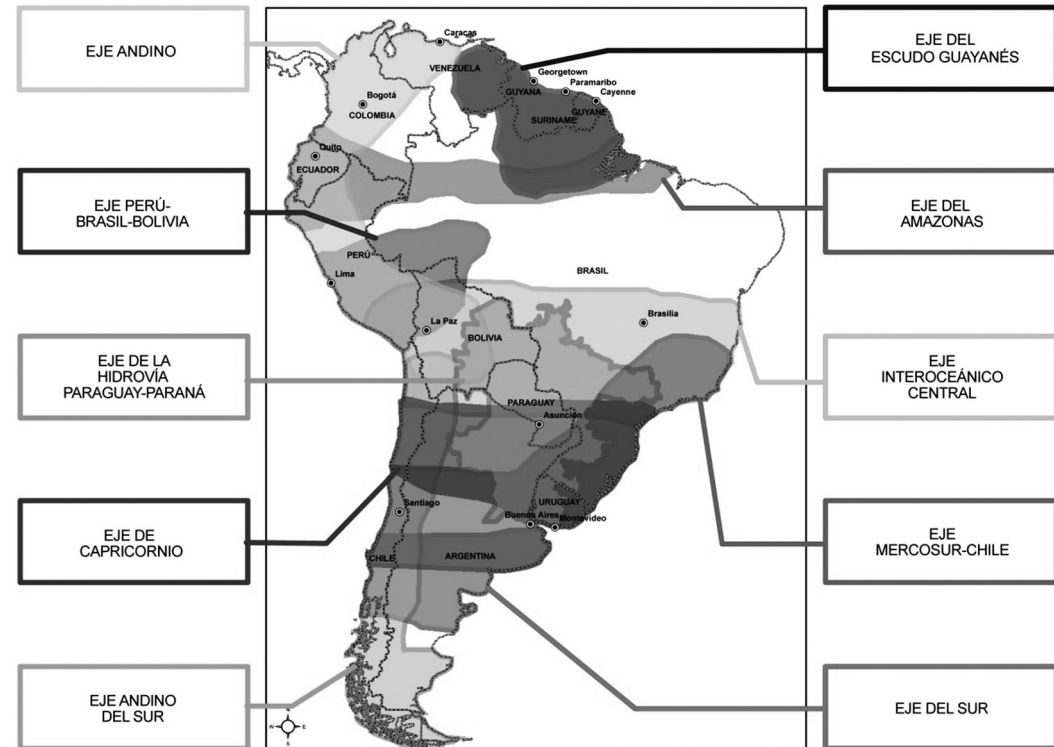 EJE ANDINO
EJE PERÚ-
BRASIL-BOLIVIA
EJE DE LA
HIDROVÍA
PARAGUAY-PARANÁ
EJE DE
CAPRICORNIO
EJE ANDINO
DEL SUR
Caracas
VENEZUELA
Georgetown
Paramaribo
GUYANA
Cayenne
Bogotá
GUYANE
COLOMBIA
SURINAME
Quito
ECUADOR
PERÚ
BRASIL
Lima
La Paz
Brasilia
BOLIVIA
PARAGUAY
Asunción
Santiago
URUGUAY
Buenos Aires
Montevideo
CHILE
ARGENTINA
N
W
E
S
EJE DEL
ESCUDO GUAYANÉS
EJE DEL
AMAZONAS
EJE
INTEROCEÁNICO
CENTRAL
EJE
MERCOSUR-CHILE
EJE DEL SUR